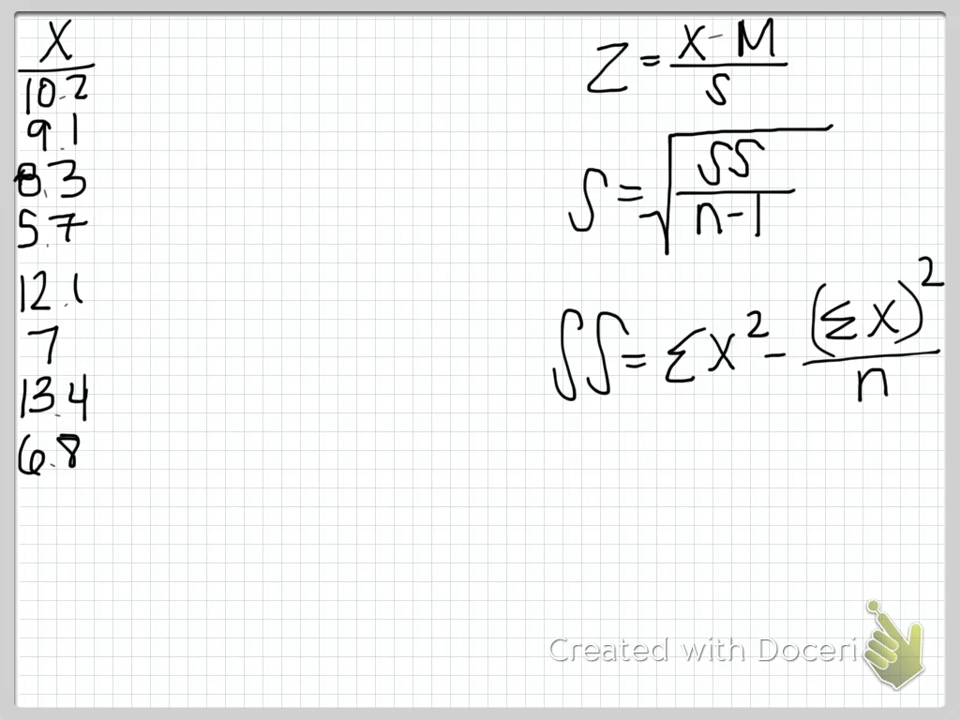 X
10.2
9.1
8.3
5.7
12.1
7
13.4
6.8
Z = (X - M) / s
S = √(SS / (n - 1))
SS = ΣX² - (ΣX)² / n
Created with Doceri